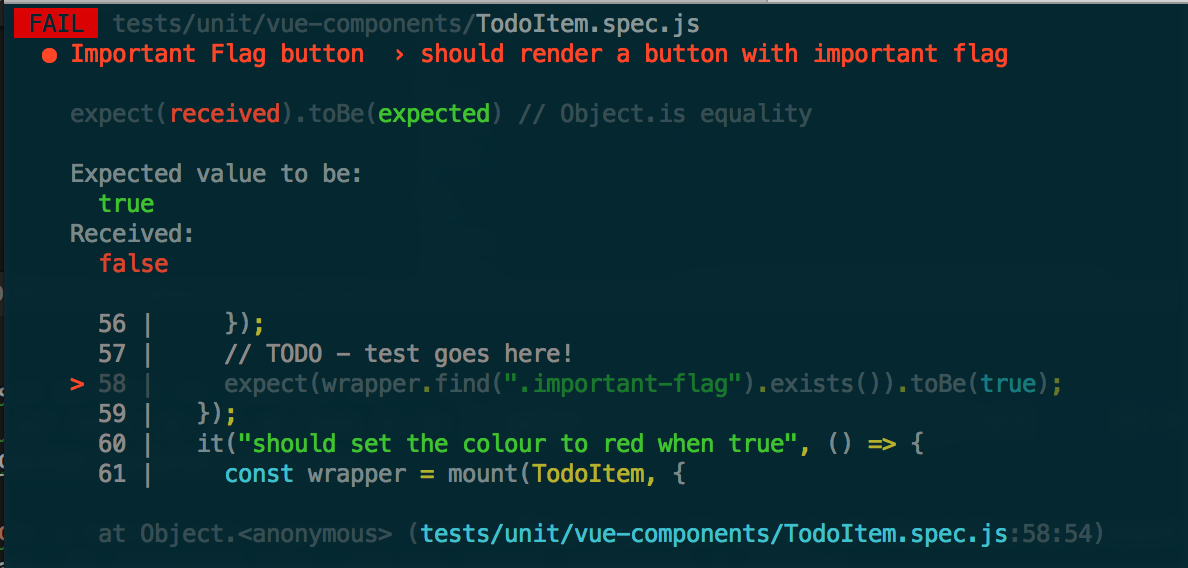 FAIL tests/unit/vue-components/TodoItem.spec.js
● Important Flag button › should render a button with important flag
expect(received).toBe(expected) // Object.is equality
Expected value to be:
true
Received:
false
56 | });
57 | // TODO - test goes here!
> 58 | expect(wrapper.find(".important-flag").exists()).toBe(true);
59 | });
60 | it("should set the colour to red when true", () => {
61 | const wrapper = mount(TodoItem, {
at Object.<anonymous> (tests/unit/vue-components/TodoItem.spec.js:58:54)